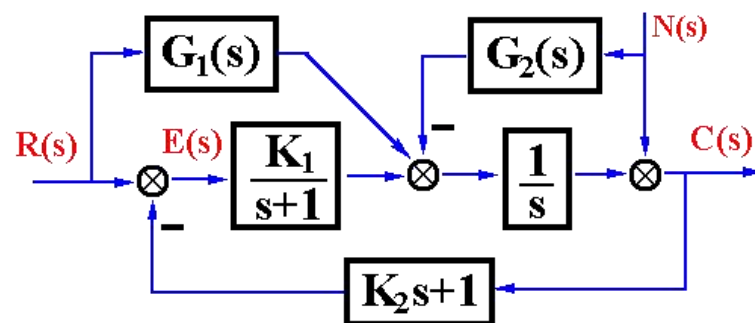 N(s)
G₁(s)
G₂(s)
−
R(s)
E(s)
K₁
s+1
1
s
C(s)
−
K₂s+1